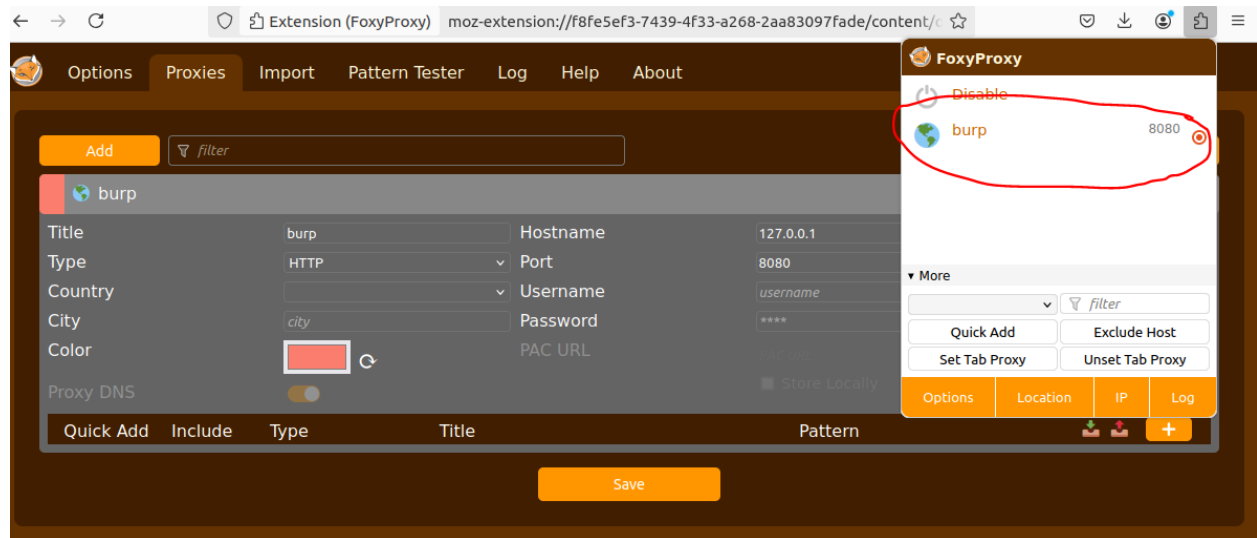 Extension (FoxyProxy) moz-extension://f8fe5ef3-7439-4f33-a268-2aa83097fade/content/
Options Proxies Import Pattern Tester Log Help About
Add filter
burp
Title burp Hostname 127.0.0.1
Type HTTP Port 8080
Country Username username
City city Password ****
Color PAC URL PAC URL
Store Locally
Proxy DNS
Quick Add Include Type Title Pattern
+
Save
FoxyProxy
Disable
burp 8080
More
filter
Quick Add Exclude Host
Set Tab Proxy Unset Tab Proxy
Options Location IP Log